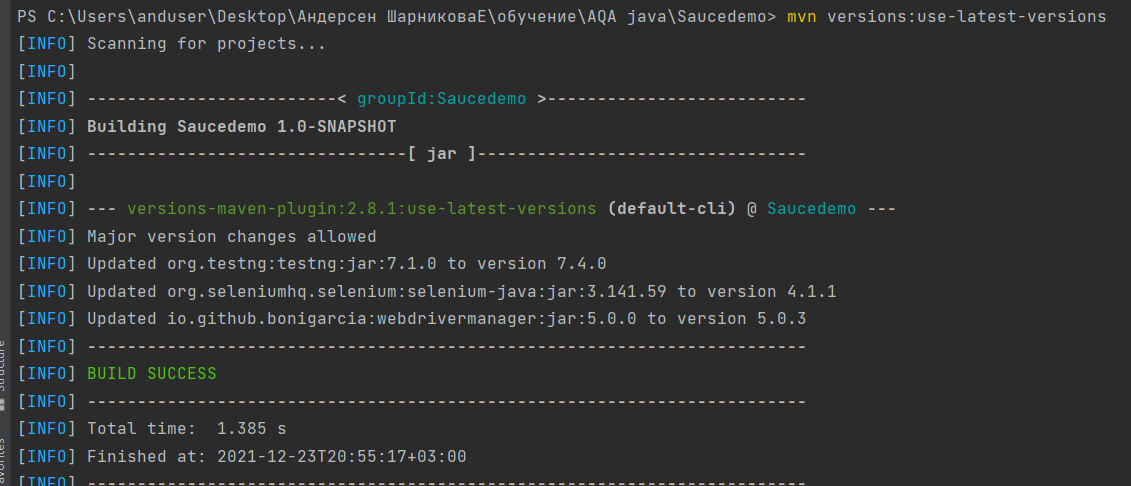 PS C:\Users\anduser\Desktop\Андерсен ШарниковаЕ\обучение\AQA java\Saucedemo> mvn versions:use-latest-versions
[INFO] Scanning for projects...
[INFO]
[INFO] -------------------------< groupId:Saucedemo >--------------------------
[INFO] Building Saucedemo 1.0-SNAPSHOT
[INFO] --------------------------------[ jar ]---------------------------------
[INFO]
[INFO] --- versions-maven-plugin:2.8.1:use-latest-versions (default-cli) @ Saucedemo ---
[INFO] Major version changes allowed
[INFO] Updated org.testng:testng:jar:7.1.0 to version 7.4.0
[INFO] Updated org.seleniumhq.selenium:selenium-java:jar:3.141.59 to version 4.1.1
[INFO] Updated io.github.bonigarcia:webdrivermanager:jar:5.0.0 to version 5.0.3
[INFO] ------------------------------------------------------------------------
[INFO] BUILD SUCCESS
[INFO] ------------------------------------------------------------------------
[INFO] Total time:  1.385 s
[INFO] Finished at: 2021-12-23T20:55:17+03:00
[INFO] ------------------------------------------------------------------------